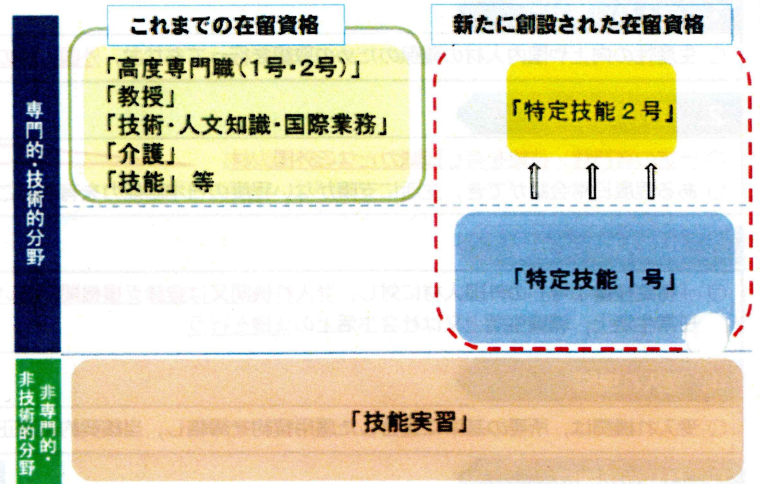 これまでの在留資格
新たに創設された在留資格
専門的・技術的分野
「高度専門職(1号・2号)」
「教授」
「技術・人文知識・国際業務」
「介護」
「技能」等
「特定技能2号」
「特定技能1号」
非専門的・
非技術的分野
「技能実習」